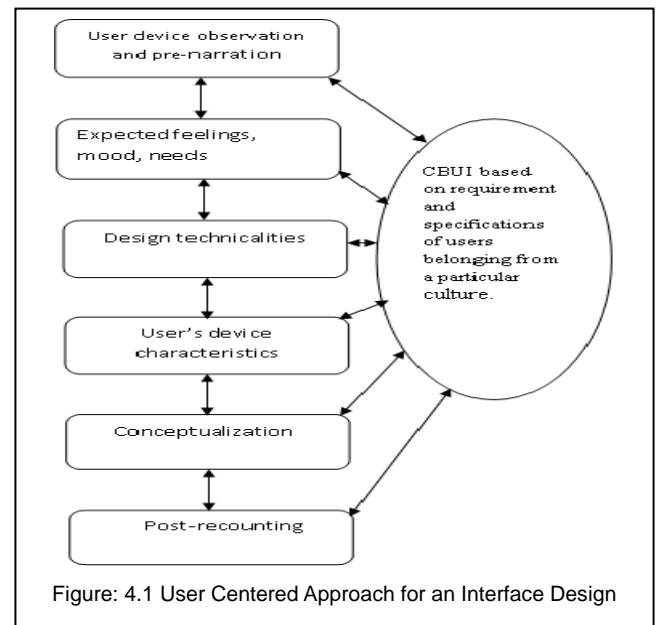 User device observation
and pre-narration
Expected feelings,
mood, needs
Design technicalities
User's device
characteristics
Conceptualization
Post-recounting
CBUI based
on requirement
and
specifications
of users
belonging from
a particular
culture.
Figure: 4.1 User Centered Approach for an Interface Design